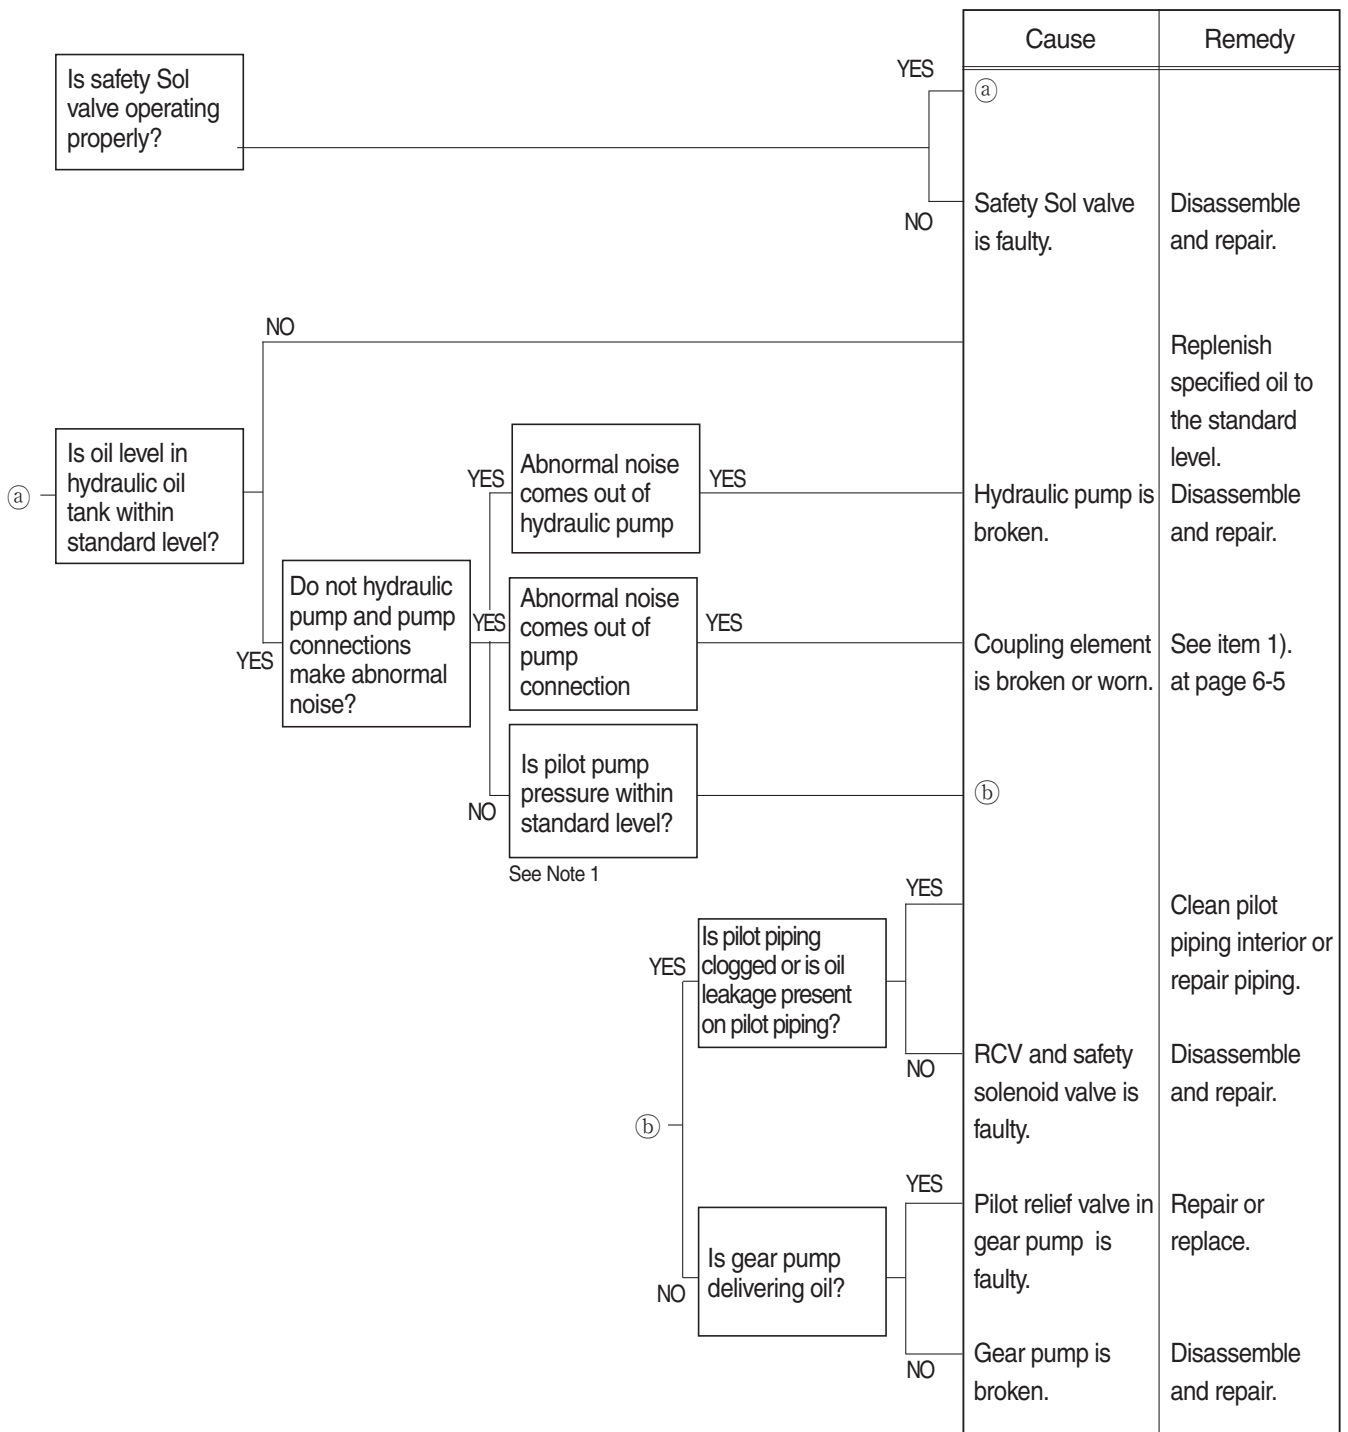 Cause
Remedy
Is safety Sol
valve operating
properly?
YES
ⓐ
NO
Safety Sol valve
is faulty.
Disassemble
and repair.
ⓐ
Is oil level in
hydraulic oil
tank within
standard level?
NO
Replenish
specified oil to
the standard
level.
YES
Do not hydraulic
pump and pump
connections
make abnormal
noise?
YES
Abnormal noise
comes out of
hydraulic pump
YES
Hydraulic pump is
broken.
Disassemble
and repair.
YES
Abnormal noise
comes out of
pump
connection
YES
Coupling element
is broken or worn.
See item 1).
at page 6-5
NO
Is pilot pump
pressure within
standard level?
See Note 1
ⓑ
ⓑ
YES
Is pilot piping
clogged or is oil
leakage present
on pilot piping?
YES
Clean pilot
piping interior or
repair piping.
NO
RCV and safety
solenoid valve is
faulty.
Disassemble
and repair.
NO
Is gear pump
delivering oil?
YES
Pilot relief valve in
gear pump is
faulty.
Repair or
replace.
NO
Gear pump is
broken.
Disassemble
and repair.